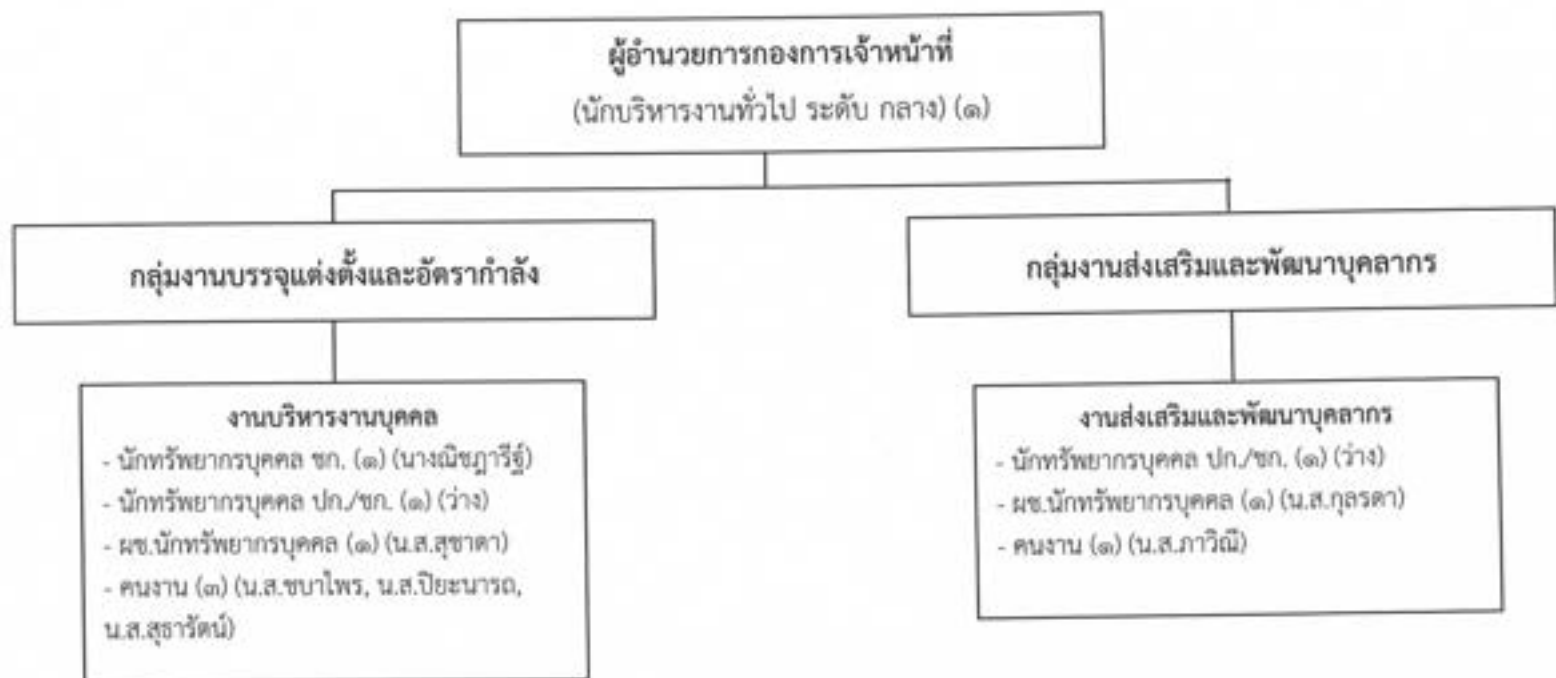 ผู้อำนวยการกองการเจ้าหน้าที่
(นักบริหารงานทั่วไป ระดับ กลาง) (๑)
กลุ่มงานบรรจุแต่งตั้งและอัตรากำลัง
กลุ่มงานส่งเสริมและพัฒนาบุคลากร
งานบริหารงานบุคคล
- นักทรัพยากรบุคคล ชก. (๑) (นางณิชฎารีฐ์)
- นักทรัพยากรบุคคล ปก./ชก. (๑) (ว่าง)
- ผช.นักทรัพยากรบุคคล (๑) (น.ส.สุชาดา)
- คนงาน (๓) (น.ส.ชบาไพร, น.ส.ปิยะนารถ,
น.ส.สุธารัตน์)
งานส่งเสริมและพัฒนาบุคลากร
- นักทรัพยากรบุคคล ปก./ชก. (๑) (ว่าง)
- ผช.นักทรัพยากรบุคคล (๑) (น.ส.กุลรดา)
- คนงาน (๑) (น.ส.ภาวิณี)